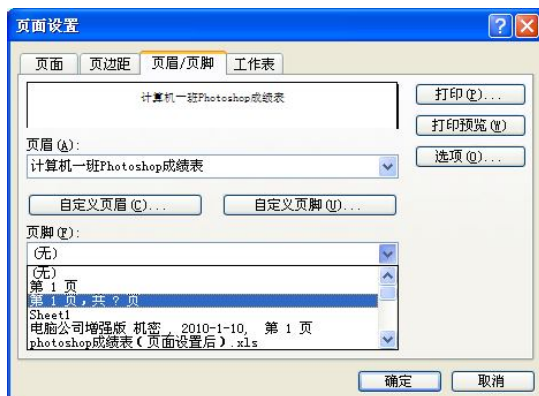 页面设置
页面 页边距 页眉/页脚 工作表
计算机一班Photoshop成绩表
打印(P)...
打印预览(W)
选项(O)...
页眉(A):
计算机一班Photoshop成绩表
自定义页眉(C)... 自定义页脚(U)...
页脚(F):
(无)
(无)
第 1 页
第 1 页，共 ? 页
Sheet1
电脑公司增强版 机密 , 2010-1-10, 第 1 页
photoshop成绩表(页面设置后).xls
确定 取消